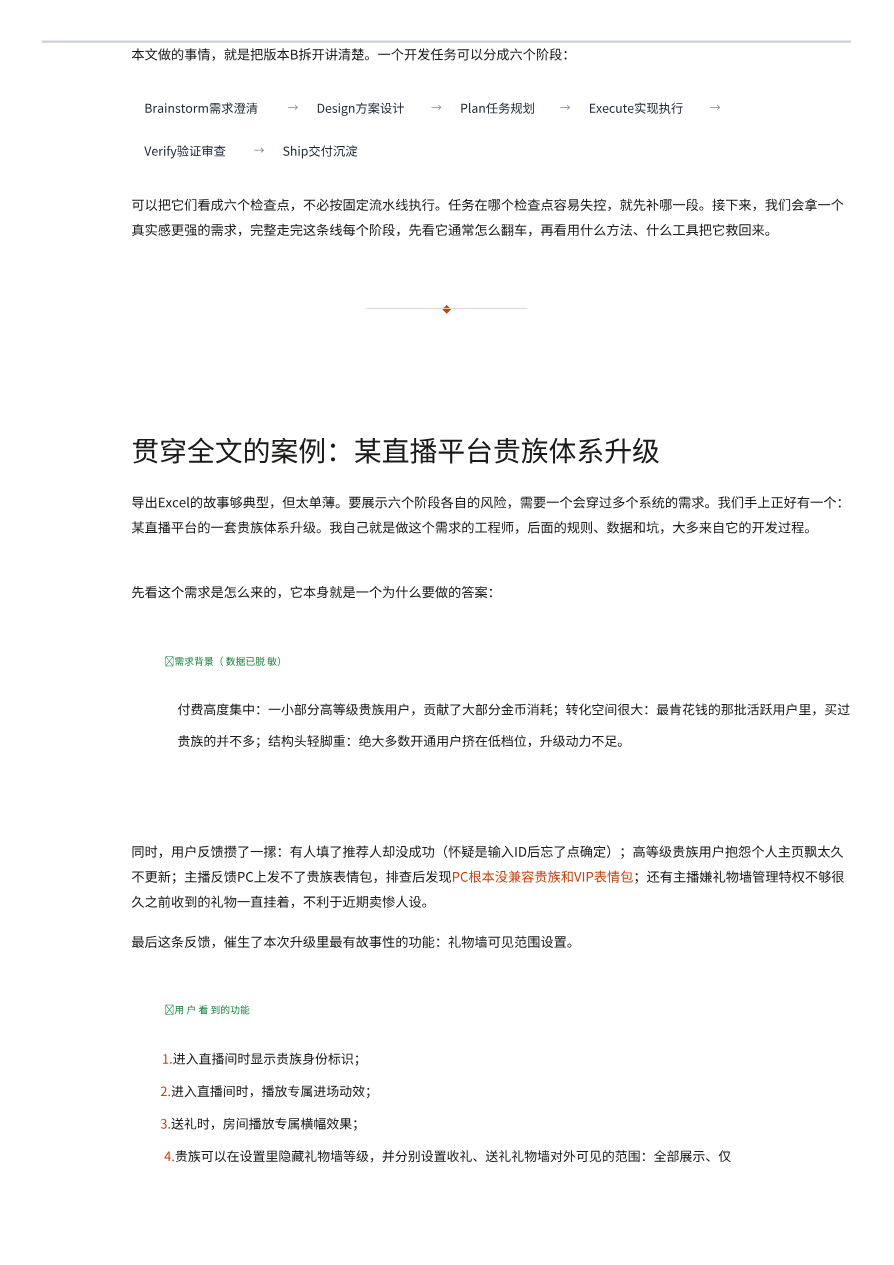 本文做的事情，就是把版本B拆开讲清楚。一个开发任务可以分成六个阶段：
Brainstorm需求澄清 → Design方案设计 → Plan任务规划 → Execute实现执行 →
Verify验证审查 → Ship交付沉淀
可以把它们看成六个检查点，不必按固定流水线执行。任务在哪个检查点容易失控，就先补哪一段。接下来，我们会拿一个
真实感更强的需求，完整走完这条线每个阶段，先看它通常怎么翻车，再看用什么方法、什么工具把它救回来。
贯穿全文的案例：某直播平台贵族体系升级
导出Excel的故事够典型，但太单薄。要展示六个阶段各自的风险，需要一个会穿过多个系统的需求。我们手上正好有一个：
某直播平台的一套贵族体系升级。我自己就是做这个需求的工程师，后面的规则、数据和坑，大多来自它的开发过程。
先看这个需求是怎么来的，它本身就是一个为什么要做的答案：
需求背景（数据已脱敏）
付费高度集中：一小部分高等级贵族用户，贡献了大部分金币消耗；转化空间很大：最肯花钱的那批活跃用户里，买过
贵族的并不多；结构头轻脚重：绝大多数开通用户挤在低档位，升级动力不足。
同时，用户反馈攒了一摞：有人填了推荐人却没成功（怀疑是输入ID后忘了点确定）；高等级贵族用户抱怨个人主页飘太久
不更新；主播反馈PC上发不了贵族表情包，排查后发现PC根本没兼容贵族和VIP表情包；还有主播嫌礼物墙管理特权不够很
久之前收到的礼物一直挂着，不利于近期卖惨人设。
最后这条反馈，催生了本次升级里最有故事性的功能：礼物墙可见范围设置。
用户看到的功能
1.进入直播间时显示贵族身份标识；
2.进入直播间时，播放专属进场动效；
3.送礼时，房间播放专属横幅效果；
4.贵族可以在设置里隐藏礼物墙等级，并分别设置收礼、送礼礼物墙对外可见的范围：全部展示、仅